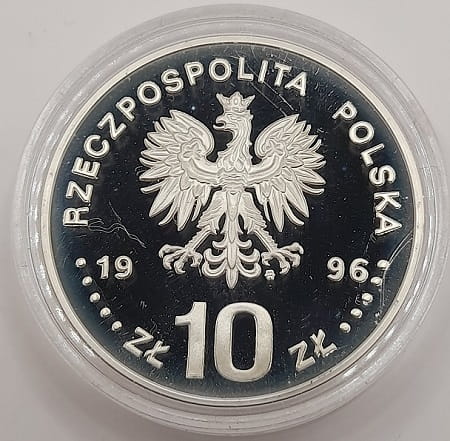 RZECZPOSPOLITA POLSKA
19 96
ZŁ 10 ZŁ